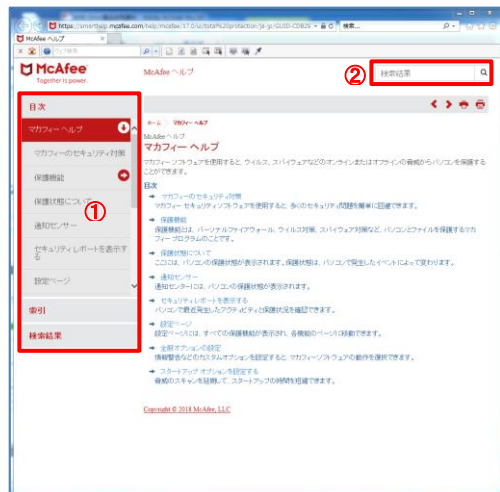 https://smarthelp.mcafee.com/help/mcafee/17.0/us/total%20protection/ja-jp/GUID-CDB29
検索...
McAfee ヘルプ
McAfee
Together is power.
McAfee ヘルプ
②
検索結果
目次
マカフィー ヘルプ
マカフィーのセキュリティ対策
保護機能
保護状態について
①
通知センサー
セキュリティレポートを表示する
設定ページ
索引
検索結果
ホーム
マカフィー ヘルプ
McAfee ヘルプ
マカフィー ヘルプ
マカフィーソフトウェアを使用すると、ウイルス、スパイウェアなどのオンラインまたはオフラインの脅威からパソコンを保護する
ことができます。
目次
マカフィーのセキュリティ対策
マカフィー セキュリティソフトウェアを使用すると、多くのセキュリティ問題を簡単に回避できます。
保護機能
保護機能とは、パーソナルファイアウォール、ウイルス対策、スパイウェア対策など、パソコンとファイルを保護するマカ
フィー プログラムのことです。
保護状態について
ここには、パソコンの保護状態が表示されます。保護状態は、パソコンで発生したイベントによって変わります。
通知センサー
通知センターには、パソコンの保護状態が表示されます。
セキュリティレポートを表示する
パソコンで最近発生したアクティビティと保護状況を確認できます。
設定ページ
設定ページには、すべての保護機能が表示され、各機能のページに移動できます。
全般オプションの設定
情報警告などのカスタムオプションを設定すると、マカフィーソフトウェアの動作を選択できます。
スタートアップ オプションを設定する
脅威のスキャンを延期して、スタートアップの時間を短縮できます。
Copyright © 2018 McAfee, LLC